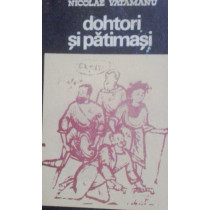 NICOLAE VĂTĂMANU
dohtori
și pătimași